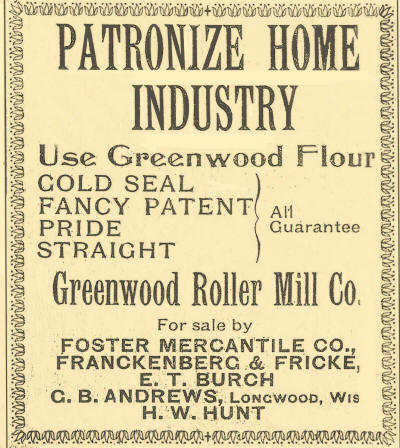 PATRONIZE HOME
INDUSTRY
Use Greenwood Flour
GOLD SEAL
FANCY PATENT
PRIDE
STRAIGHT
All
Guarantee
Greenwood Roller Mill Co.
For sale by
FOSTER MERCANTILE CO.,
FRANCKENBERG & FRICKE,
E. T. BURCH
G. B. ANDREWS, LONGWOOD, WIS
H. W. HUNT